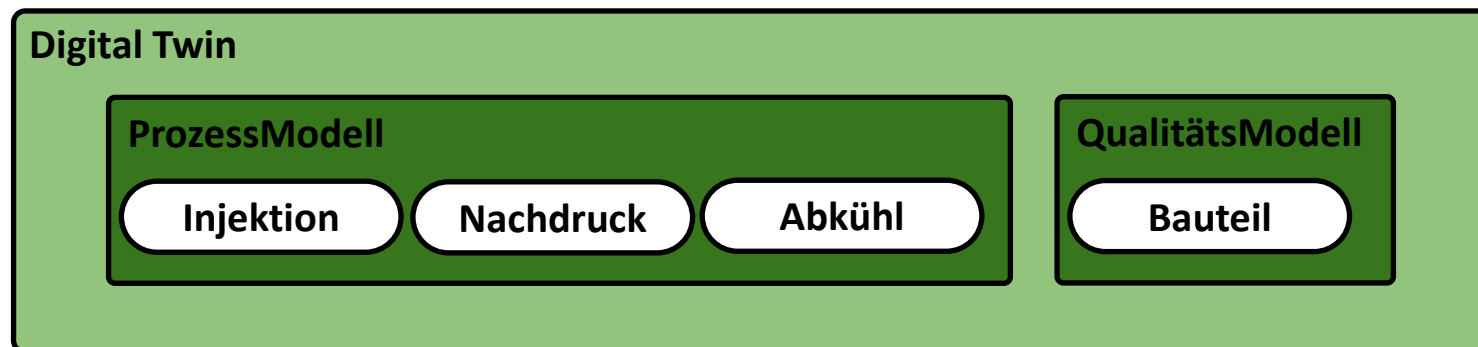 Digital Twin
ProzessModell
Injektion
Nachdruck
Abkühl
QualitätsModell
Bauteil